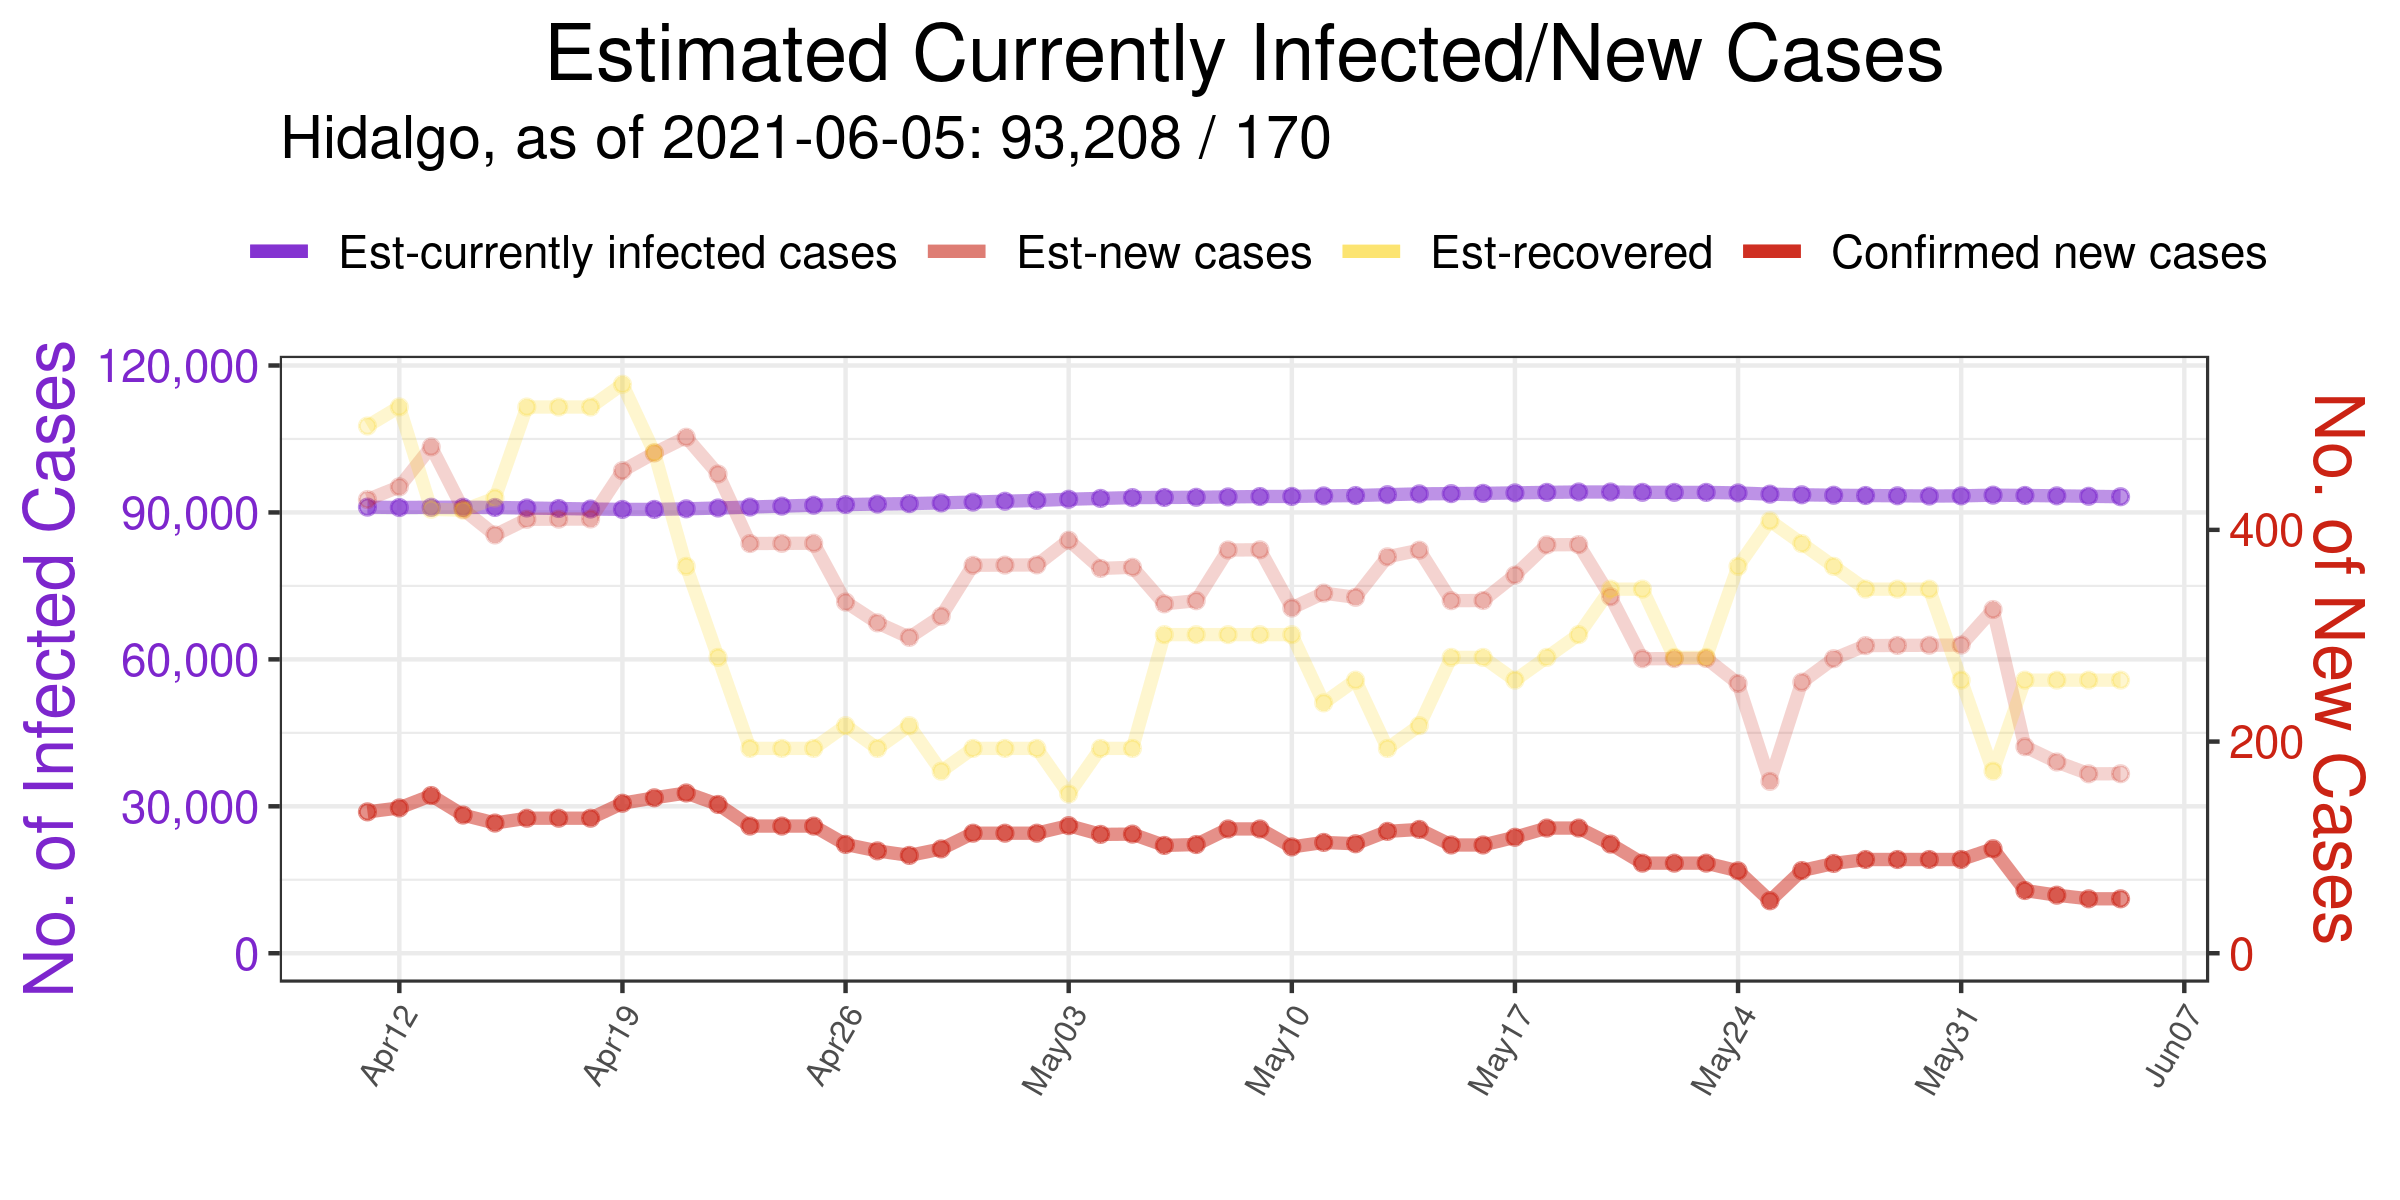 Estimated Currently Infected/New Cases
Hidalgo, as of 2021-06-05: 93,208 / 170
Est-currently infected cases Est-new cases Est-recovered Confirmed new cases
No. of Infected Cases
120,000
90,000
60,000
30,000
0
400
200
0
No. of New Cases
Apr12 Apr19 Apr26 May03 May10 May17 May24 May31 Jun07